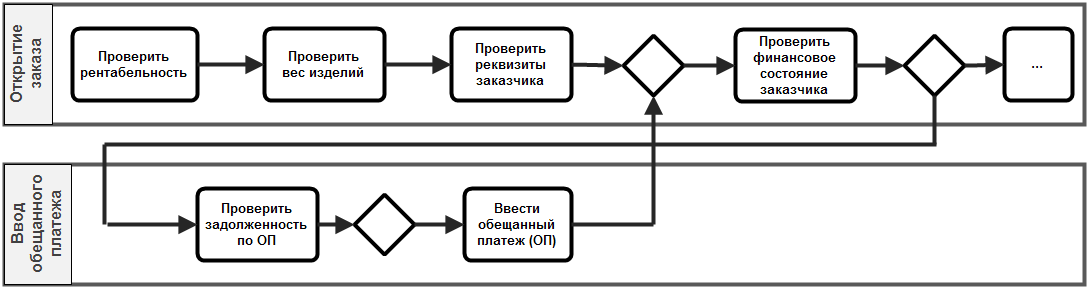 Открытие
заказа
Проверить
рентабельность
Проверить
вес изделий
Проверить
реквизиты
заказчика
Проверить
финансовое
состояние
заказчика
...
Ввод
обещанного
платежа
Проверить
задолженность
по ОП
Ввести
обещанный
платеж (ОП)